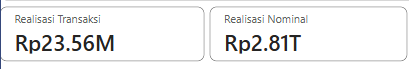 Realisasi Transaksi
Rp23.56M
Realisasi Nominal
Rp2.81T